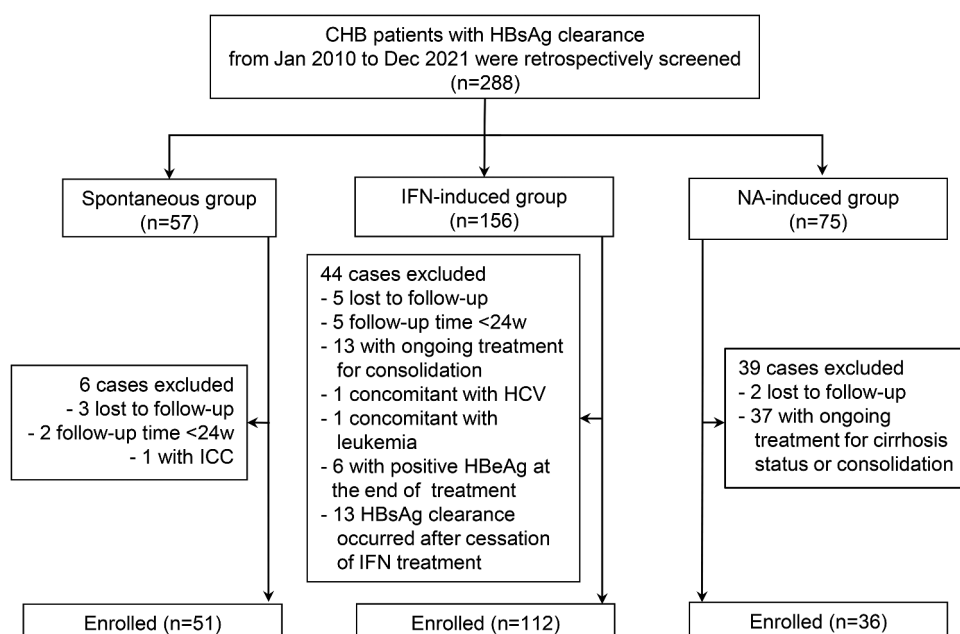 CHB patients with HBsAg clearance
from Jan 2010 to Dec 2021 were retrospectively screened
(n=288)
Spontaneous group
(n=57)
IFN-induced group
(n=156)
NA-induced group
(n=75)
6 cases excluded
- 3 lost to follow-up
- 2 follow-up time <24w
- 1 with ICC
44 cases excluded
- 5 lost to follow-up
- 5 follow-up time <24w
- 13 with ongoing treatment
for consolidation
- 1 concomitant with HCV
- 1 concomitant with
leukemia
- 6 with positive HBeAg at
the end of treatment
- 13 HBsAg clearance
occurred after cessation
of IFN treatment
39 cases excluded
- 2 lost to follow-up
- 37 with ongoing
treatment for cirrhosis
status or consolidation
Enrolled (n=51)
Enrolled (n=112)
Enrolled (n=36)